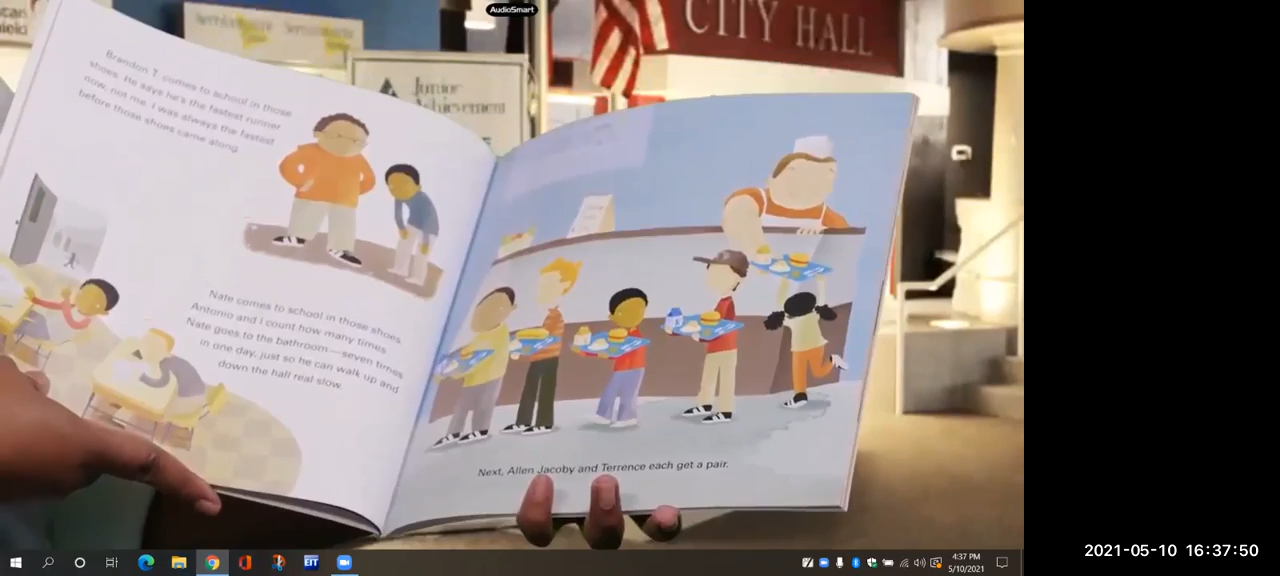 AudioSmart
CITY HALL
Junior
Achievement
Brandon T. comes to school in those
shoes. He says he's the fastest runner
now, not me. I was always the fastest
before those shoes came along.
Nate comes to school in those shoes.
Antonio and I count how many times
Nate goes to the bathroom—seven times
in one day, just so he can walk up and
down the hall real slow.
Next, Allen Jacoby and Terrence each get a pair.
EIT
4:37 PM
5/10/2021
2021-05-10 16:37:50